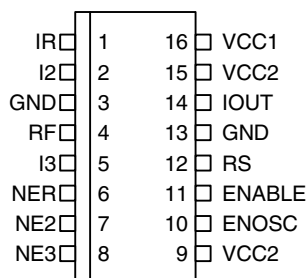 IR 1 16 VCC1
I2 2 15 VCC2
GND 3 14 IOUT
RF 4 13 GND
I3 5 12 RS
NER 6 11 ENABLE
NE2 7 10 ENOSC
NE3 8 9 VCC2